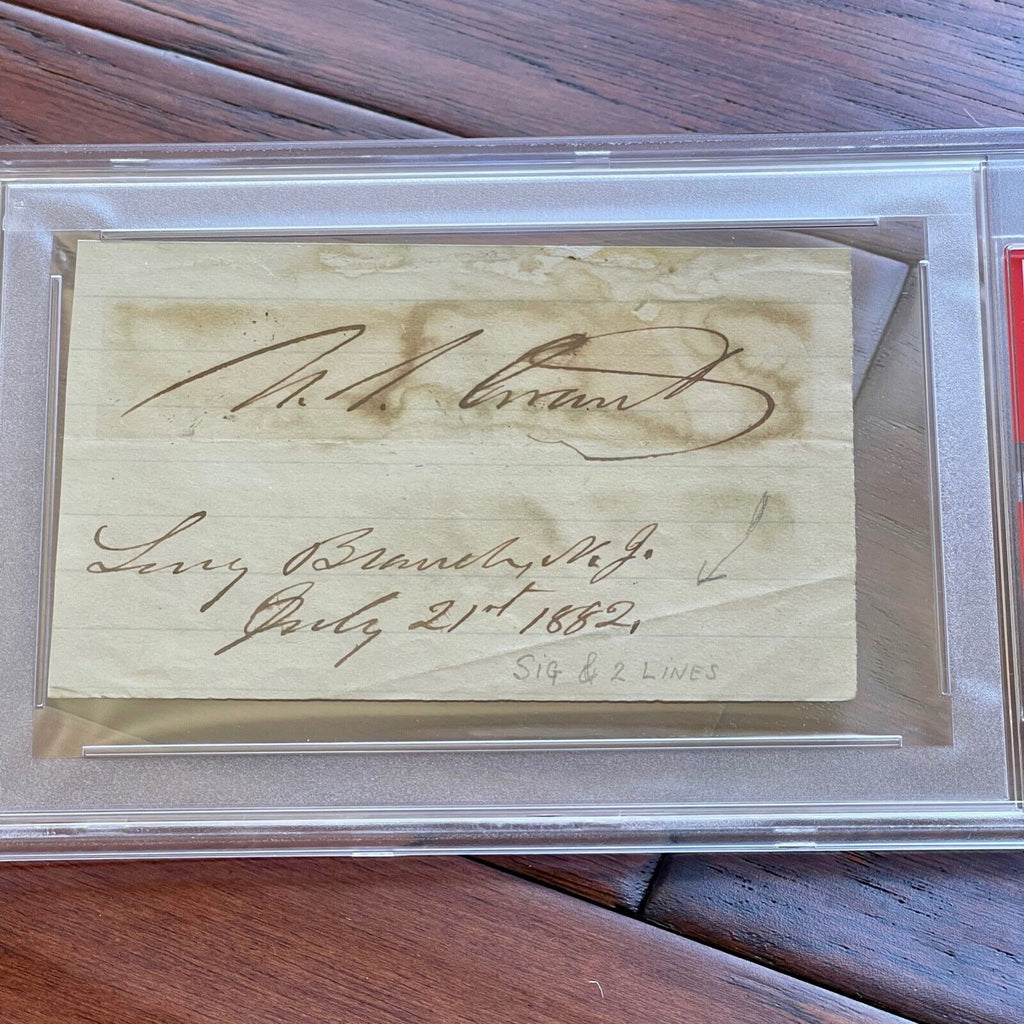 U. S. Grant
Long Branch, N. J.
July 21st 1882.
SIG & 2 LINES